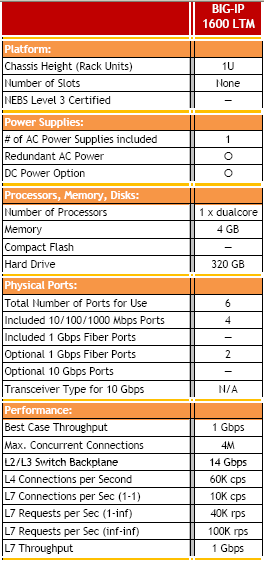 BIG-IP
1600 LTM
Platform:
Chassis Height (Rack Units) 1U
Number of Slots None
NEBS Level 3 Certified —
Power Supplies:
# of AC Power Supplies included 1
Redundant AC Power O
DC Power Option O
Processors, Memory, Disks:
Number of Processors 1 x dualcore
Memory 4 GB
Compact Flash —
Hard Drive 320 GB
Physical Ports:
Total Number of Ports for Use 6
Included 10/100/1000 Mbps Ports 4
Included 1 Gbps Fiber Ports —
Optional 1 Gbps Fiber Ports 2
Optional 10 Gbps Ports —
Transceiver Type for 10 Gbps N/A
Performance:
Best Case Throughput 1 Gbps
Max. Concurrent Connections 4M
L2/L3 Switch Backplane 14 Gbps
L4 Connections per Second 60K cps
L7 Connections per Sec (1-1) 10K cps
L7 Requests per Sec (1-inf) 40K rps
L7 Requests per Sec (inf-inf) 100K rps
L7 Throughput 1 Gbps